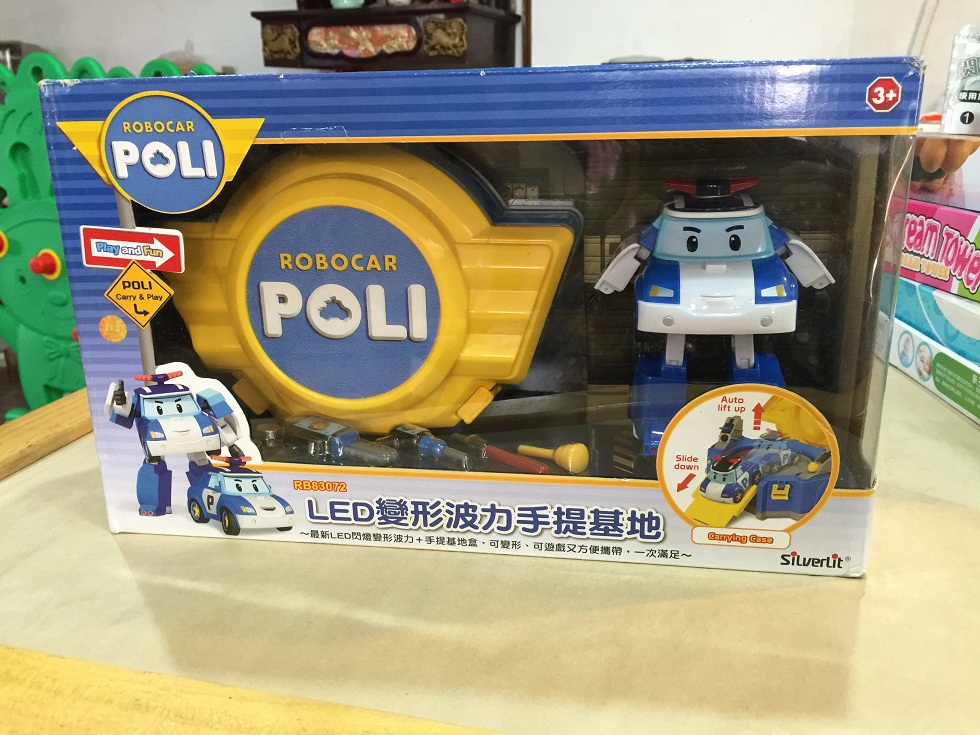 ROBOCAR
POLI
3+
Play and Fun
POLI
Carry & Play
ROBOCAR
POLI
Auto
lift up
Slide
down
P
Carrying Case
RB83072
LED變形波力手提基地
～最新LED閃燈變形波力+手提基地盒，可變形、可遊戲又方便攜帶，一次滿足～
SiLverLit®
使用
1